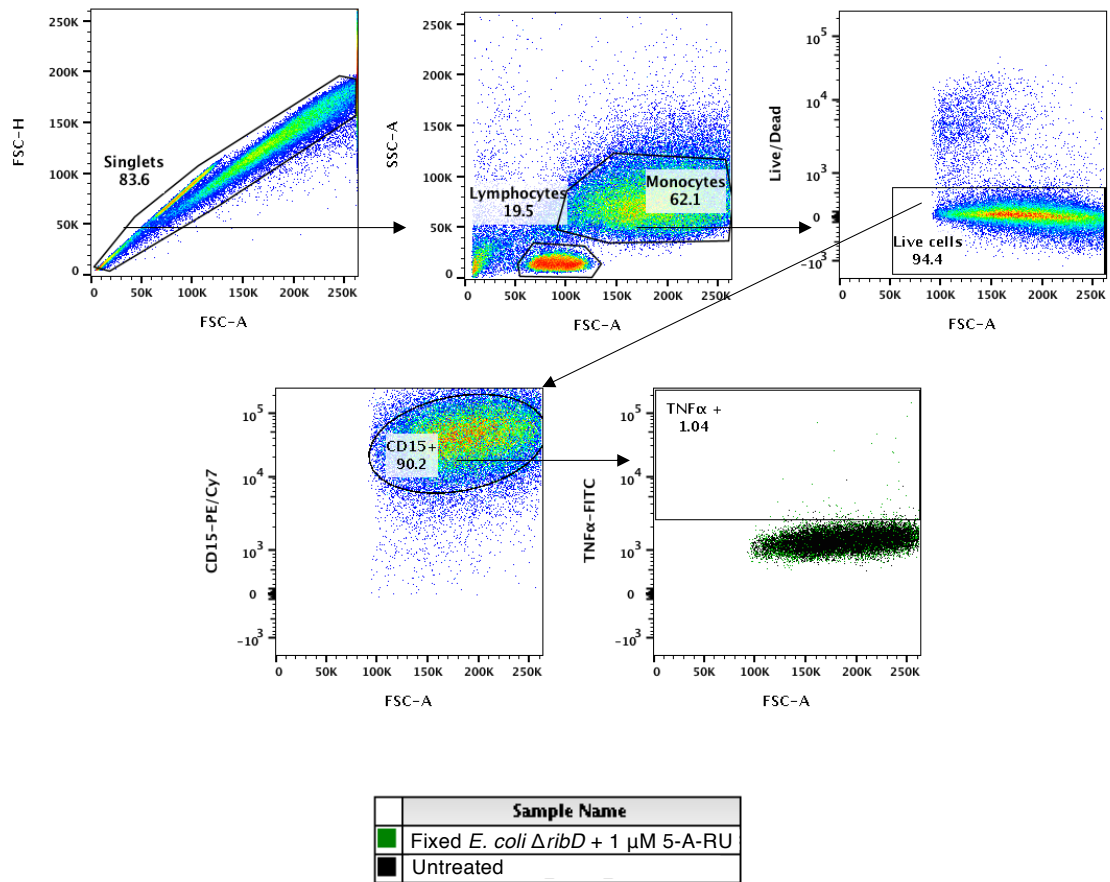 250K
200K
150K
100K
50K
0
FSC-H
Singlets
83.6
0
50K
100K
150K
200K
250K
FSC-A
250K
200K
150K
100K
50K
0
SSC-A
Lymphocytes
19.5
Monocytes
62.1
0
50K
100K
150K
200K
250K
FSC-A
10^5
10^4
10^3
0
-10^3
Live/Dead
Live cells
94.4
0
50K
100K
150K
200K
250K
FSC-A
10^5
10^4
10^3
0
-10^3
CD15-PE/Cy7
CD15+
90.2
0
50K
100K
150K
200K
250K
FSC-A
10^5
10^4
10^3
0
-10^3
TNFα-FITC
TNFα +
1.04
0
50K
100K
150K
200K
250K
FSC-A
Sample Name
Fixed E. coli ΔribD + 1 µM 5-A-RU
Untreated